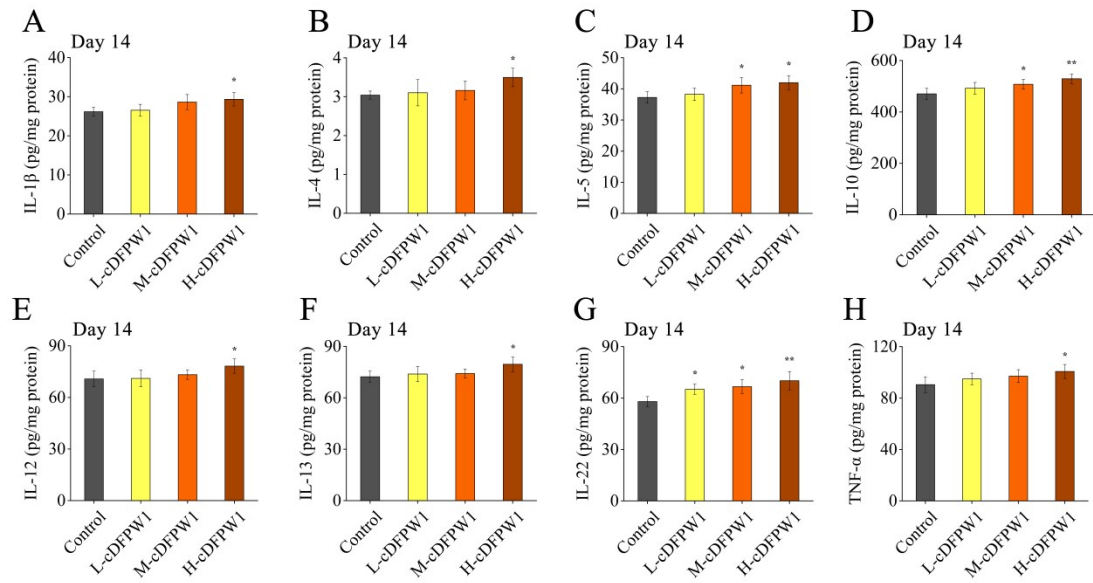 A
Day 14
IL-1β (pg/mg protein)
40
30
20
10
0
*
Control
L-cDFPW1
M-cDFPW1
H-cDFPW1
B
Day 14
IL-4 (pg/mg protein)
4
3
2
1
0
*
Control
L-cDFPW1
M-cDFPW1
H-cDFPW1
C
Day 14
IL-5 (pg/mg protein)
50
40
30
20
10
0
*
*
Control
L-cDFPW1
M-cDFPW1
H-cDFPW1
D
Day 14
IL-10 (pg/mg protein)
600
400
200
0
*
**
Control
L-cDFPW1
M-cDFPW1
H-cDFPW1
E
Day 14
IL-12 (pg/mg protein)
90
60
30
0
*
Control
L-cDFPW1
M-cDFPW1
H-cDFPW1
F
Day 14
IL-13 (pg/mg protein)
90
60
30
0
*
Control
L-cDFPW1
M-cDFPW1
H-cDFPW1
G
Day 14
IL-22 (pg/mg protein)
90
60
30
0
*
*
**
Control
L-cDFPW1
M-cDFPW1
H-cDFPW1
H
Day 14
TNF-α (pg/mg protein)
120
80
40
0
*
Control
L-cDFPW1
M-cDFPW1
H-cDFPW1